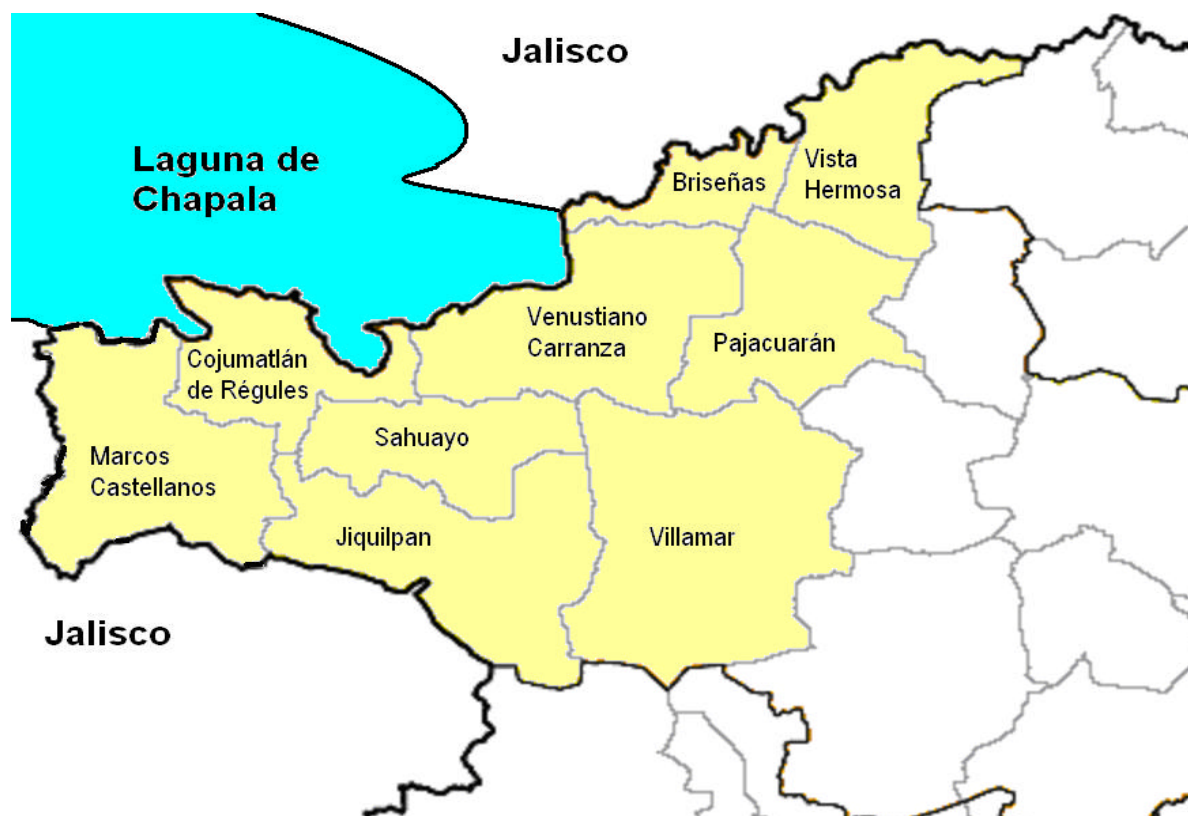 Jalisco
Laguna de
Chapala
Briseñas
Vista
Hermosa
Venustiano
Carranza
Pajacuarán
Cojumatlán
de Régules
Sahuayo
Marcos
Castellanos
Jiquilpan
Villamar
Jalisco